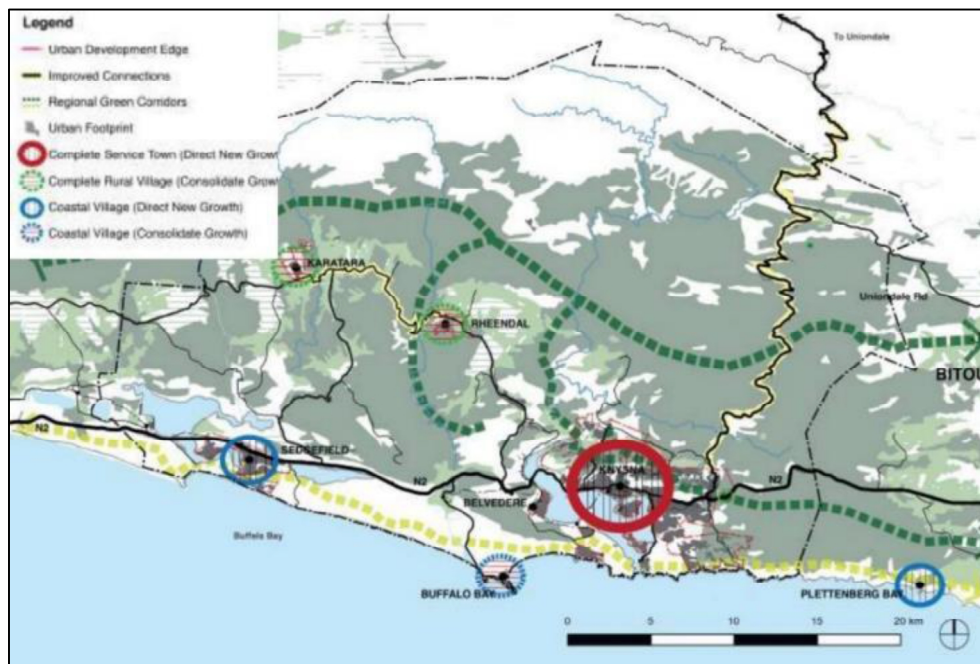 Legend
Urban Development Edge
Improved Connections
Regional Green Corridors
Urban Footprint
Complete Service Town (Direct New Growt
Complete Rural Village (Consolidate Grow
Coastal Village (Direct New Growth)
Coastal Village (Consolidate Growth)
To Uniondale
KARATARA
RHEENDAL
Uniondale Rd
BITOU
N2
SEDGEFIELD
KNYSNA
N2
N2
BELVEDERE
Buffels Bay
BUFFALO BAY
PLETTENBERG BAY
0 5 10 15 20 km